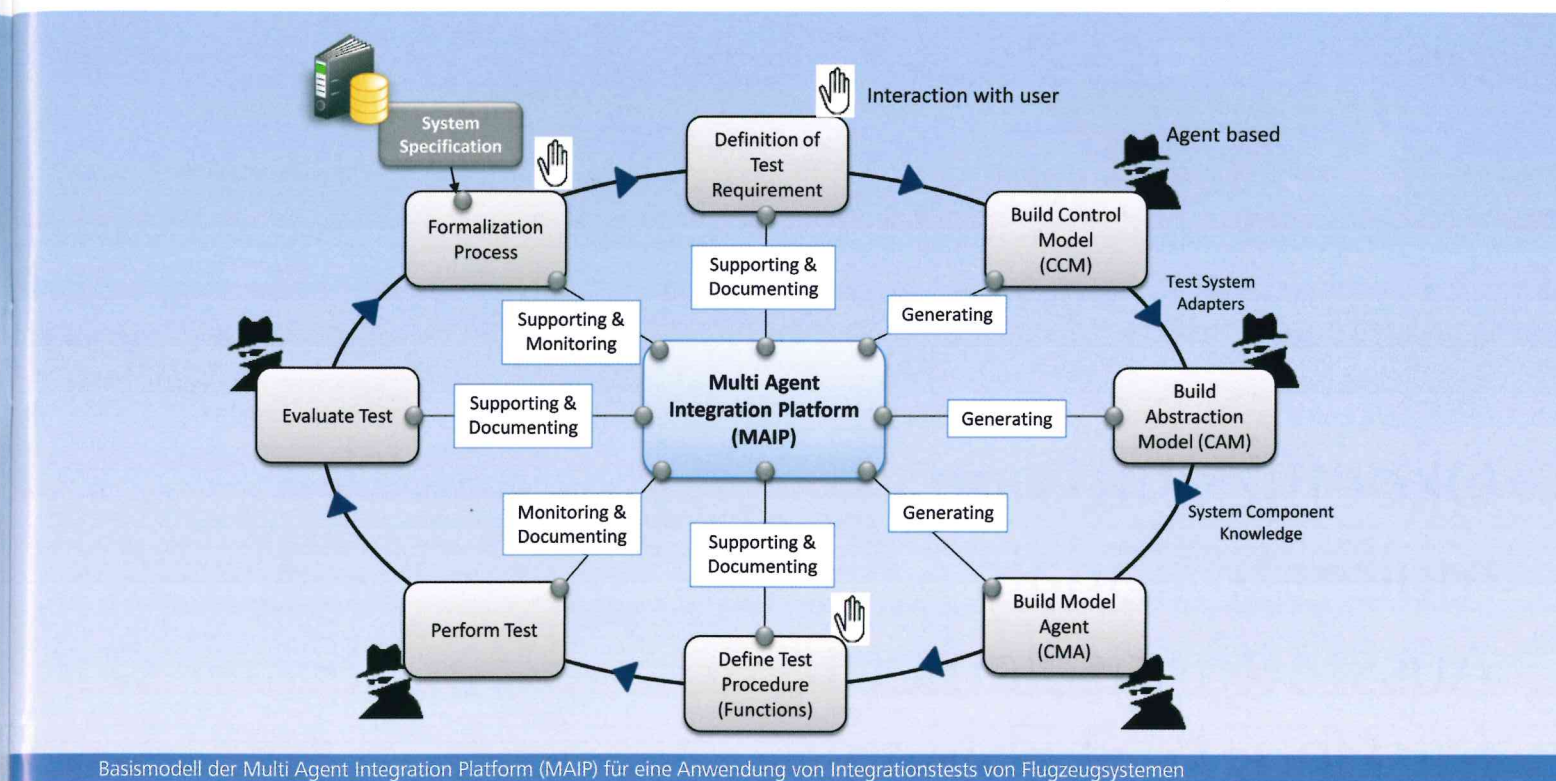 System
Specification
Interaction with user
Definition of
Test
Requirement
Agent based
Formalization
Process
Build Control
Model
(CCM)
Supporting &
Documenting
Test System
Adapters
Supporting &
Monitoring
Generating
Evaluate Test
Supporting &
Documenting
Multi Agent
Integration Platform
(MAIP)
Generating
Build
Abstraction
Model (CAM)
Monitoring &
Documenting
Supporting &
Documenting
Generating
System Component
Knowledge
Perform Test
Define Test
Procedure
(Functions)
Build Model
Agent
(CMA)
Basismodell der Multi Agent Integration Platform (MAIP) für eine Anwendung von Integrationstests von Flugzeugsystemen